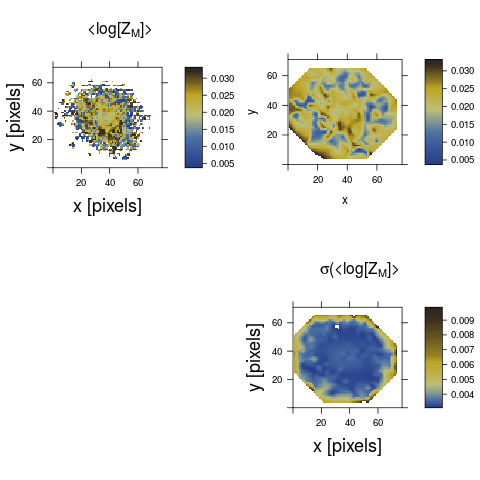 <log[Z_M]>
0.030
0.025
0.020
0.015
0.010
0.005
60
40
20
y [pixels]
20 40 60
x [pixels]
0.030
0.025
0.020
0.015
0.010
0.005
60
40
20
y
20 40 60
x
σ(<log[Z_M]>
0.009
0.008
0.007
0.006
0.005
0.004
60
40
20
y [pixels]
20 40 60
x [pixels]